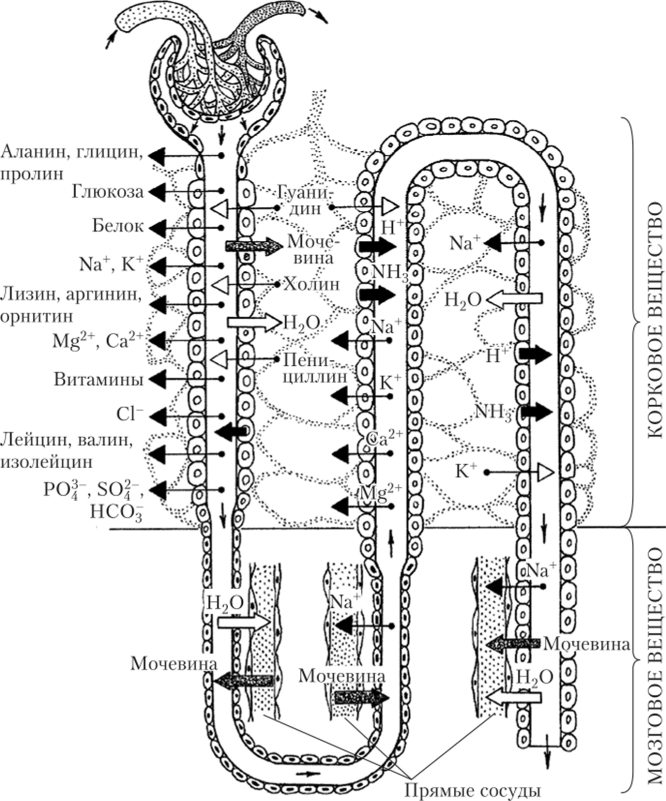 Аланин, глицин,
пролин
Глюкоза
Белок
Na⁺, K⁺
Лизин, аргинин,
орнитин
Mg²⁺, Ca²⁺
Витамины
Cl⁻
Лейцин, валин,
изолейцин
PO₄³⁻, SO₄²⁻,
HCO₃⁻
Гуани-
дин
Моче-
вина
Холин
H₂O
Пени-
циллин
H⁺
NH₃
Na⁺
K⁺
Ca²⁺
Mg²⁺
Na⁺
H₂O
H⁺
NH₃
K⁺
КОРКОВОЕ ВЕЩЕСТВО
H₂O
Мочевина
Na⁺
Мочевина
Na⁺
Мочевина
H₂O
Прямые сосуды
МОЗГОВОЕ ВЕЩЕСТВО